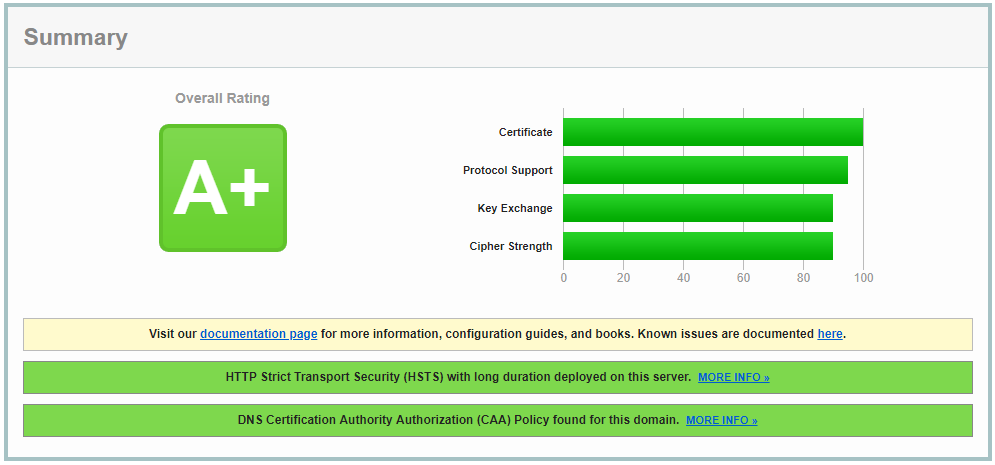 Summary
Overall Rating
A+
Certificate
Protocol Support
Key Exchange
Cipher Strength
0 20 40 60 80 100
Visit our documentation page for more information, configuration guides, and books. Known issues are documented here.
HTTP Strict Transport Security (HSTS) with long duration deployed on this server. MORE INFO »
DNS Certification Authority Authorization (CAA) Policy found for this domain. MORE INFO »